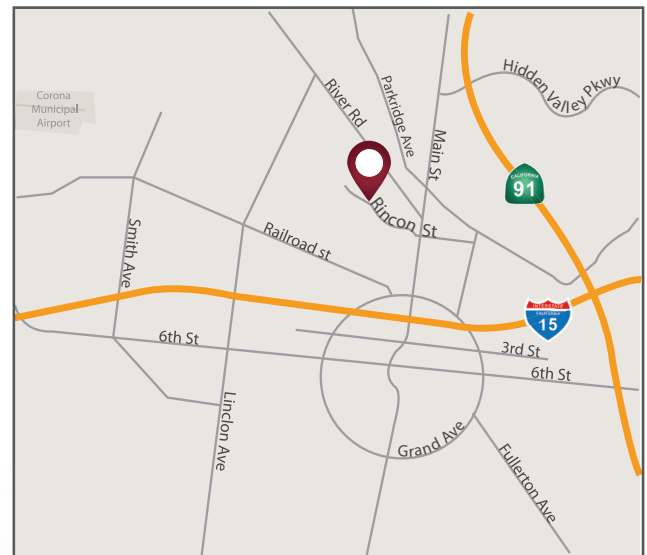 Corona
Municipal
Airport
River Rd
Parkridge Ave
Main St
Hidden Valley Pkwy
CALIFORNIA
91
Rincon St
Smith Ave
Railroad st
INTERSTATE
CALIFORNIA
15
6th St
3rd St
6th St
Linclon Ave
Grand Ave
Fullerton Ave